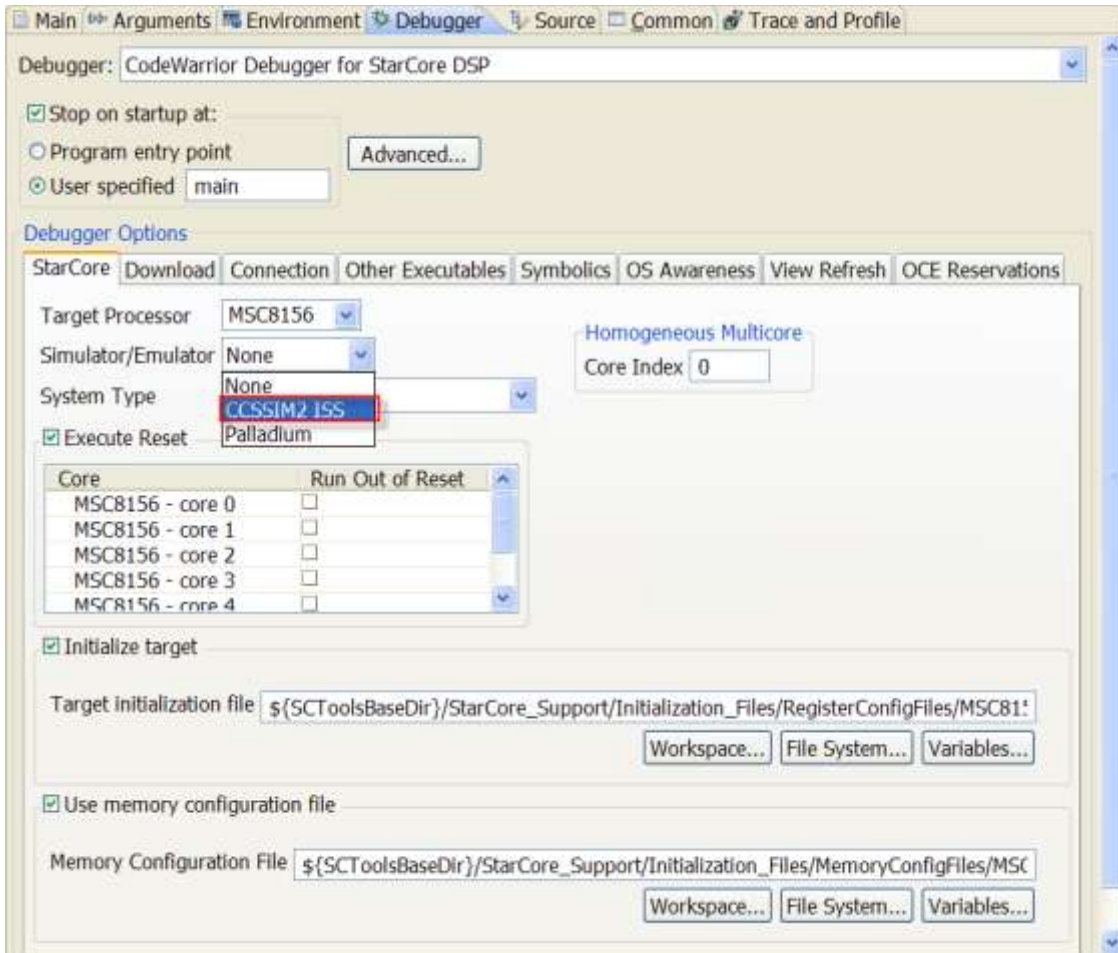 Main Arguments Environment Debugger Source Common Trace and Profile
Debugger: CodeWarrior Debugger for StarCore DSP
Stop on startup at:
Program entry point
Advanced...
User specified main
Debugger Options
StarCore Download Connection Other Executables Symbolics OS Awareness View Refresh OCE Reservations
Target Processor MSC8156
Homogeneous Multicore
Simulator/Emulator None
Core Index 0
None
System Type
CCSSIM2 ISS
Palladium
Execute Reset
Core Run Out of Reset
MSC8156 - core 0
MSC8156 - core 1
MSC8156 - core 2
MSC8156 - core 3
MSC8156 - core 4
Initialize target
Target initialization file ${SCToolsBaseDir}/StarCore_Support/Initialization_Files/RegisterConfigFiles/MSC81
Workspace... File System... Variables...
Use memory configuration file
Memory Configuration File ${SCToolsBaseDir}/StarCore_Support/Initialization_Files/MemoryConfigFiles/MSC
Workspace... File System... Variables...